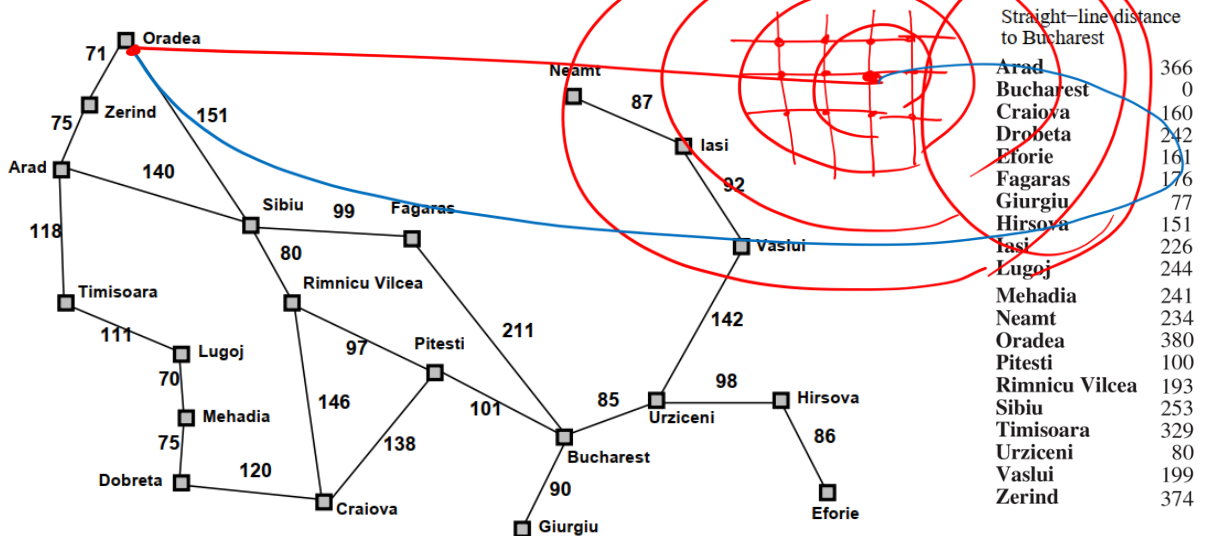 Straight−line distance
to Bucharest
Arad 366
Bucharest 0
Craiova 160
Drobeta 242
Eforie 161
Fagaras 176
Giurgiu 77
Hirsova 151
Iasi 226
Lugoj 244
Mehadia 241
Neamt 234
Oradea 380
Pitesti 100
Rimnicu Vilcea 193
Sibiu 253
Timisoara 329
Urziceni 80
Vaslui 199
Zerind 374
Oradea
71
Neamt
87
Zerind
151
75
Iasi
Arad
140
92
Sibiu
99
Fagaras
118
80
Vaslui
Rimnicu Vilcea
Timisoara
142
111
211
Lugoj
97
Pitesti
70
98
146
101
85
Hirsova
Mehadia
Urziceni
86
75
138
Bucharest
Dobreta
120
90
Craiova
Eforie
Giurgiu